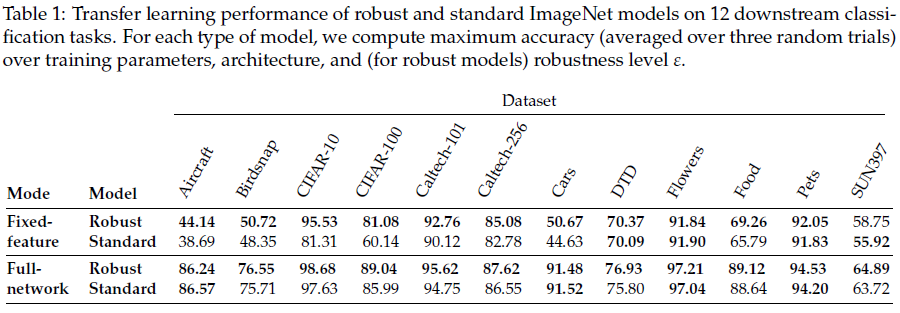 Table 1: Transfer learning performance of robust and standard ImageNet models on 12 downstream classi-
fication tasks. For each type of model, we compute maximum accuracy (averaged over three random trials)
over training parameters, architecture, and (for robust models) robustness level ε.
Dataset
Mode Model Aircraft Birdsnap CIFAR-10 CIFAR-100 Caltech-101 Caltech-256 Cars DTD Flowers Food Pets SUN397
Fixed- Robust 44.14 50.72 95.53 81.08 92.76 85.08 50.67 70.37 91.84 69.26 92.05 58.75
feature Standard 38.69 48.35 81.31 60.14 90.12 82.78 44.63 70.09 91.90 65.79 91.83 55.92
Full- Robust 86.24 76.55 98.68 89.04 95.62 87.62 91.48 76.93 97.21 89.12 94.53 64.89
network Standard 86.57 75.71 97.63 85.99 94.75 86.55 91.52 75.80 97.04 88.64 94.20 63.72